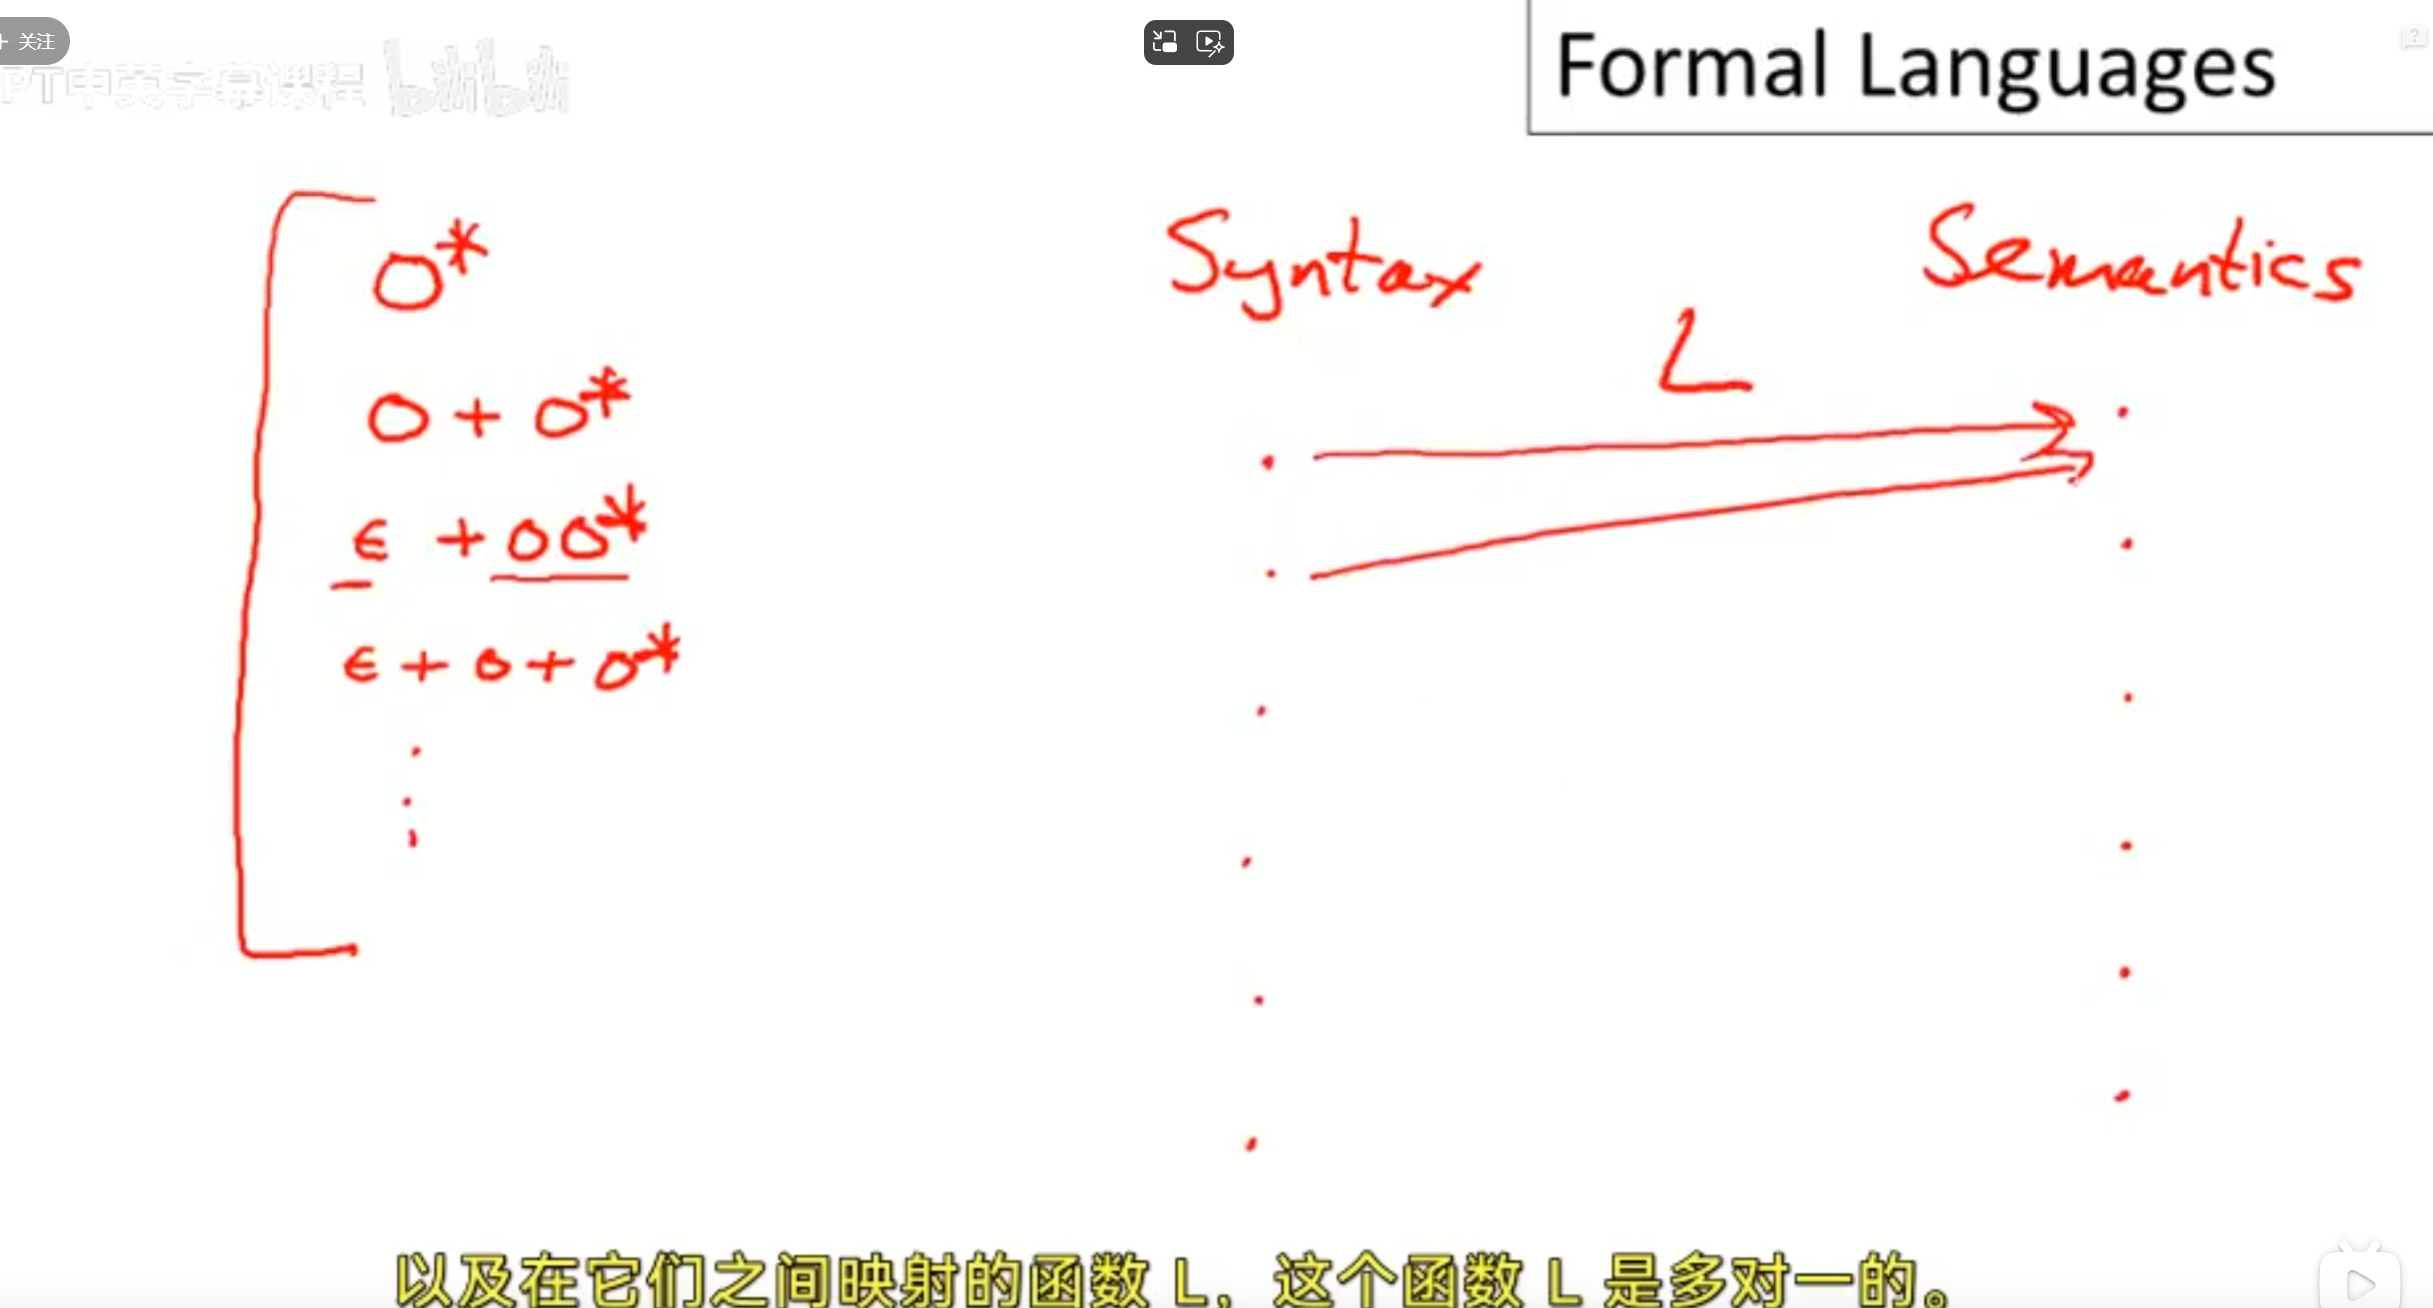 + 关注
PT中英字幕课程 bilibili
Formal Languages
0*
0 + 0*
ϵ + 00*
ϵ + 0 + 0*
Syntax
Semantics
L
以及在它们之间映射的函数 L，这个函数 L 是多对一的。